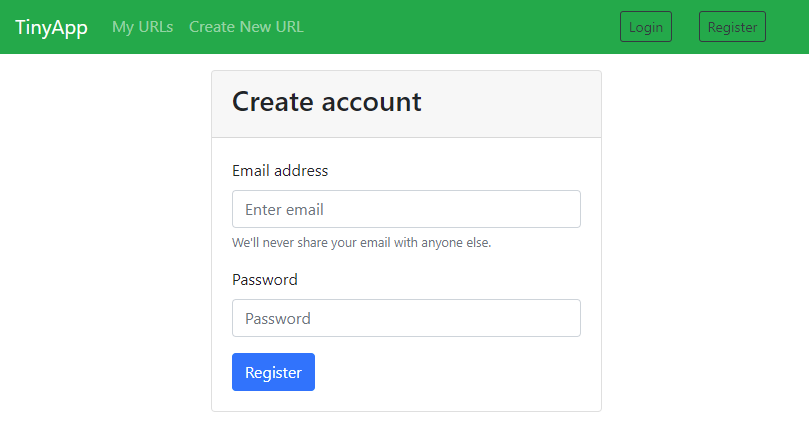 TinyApp My URLs Create New URL Login Register
Create account
Email address
Enter email
We'll never share your email with anyone else.
Password
Password
Register